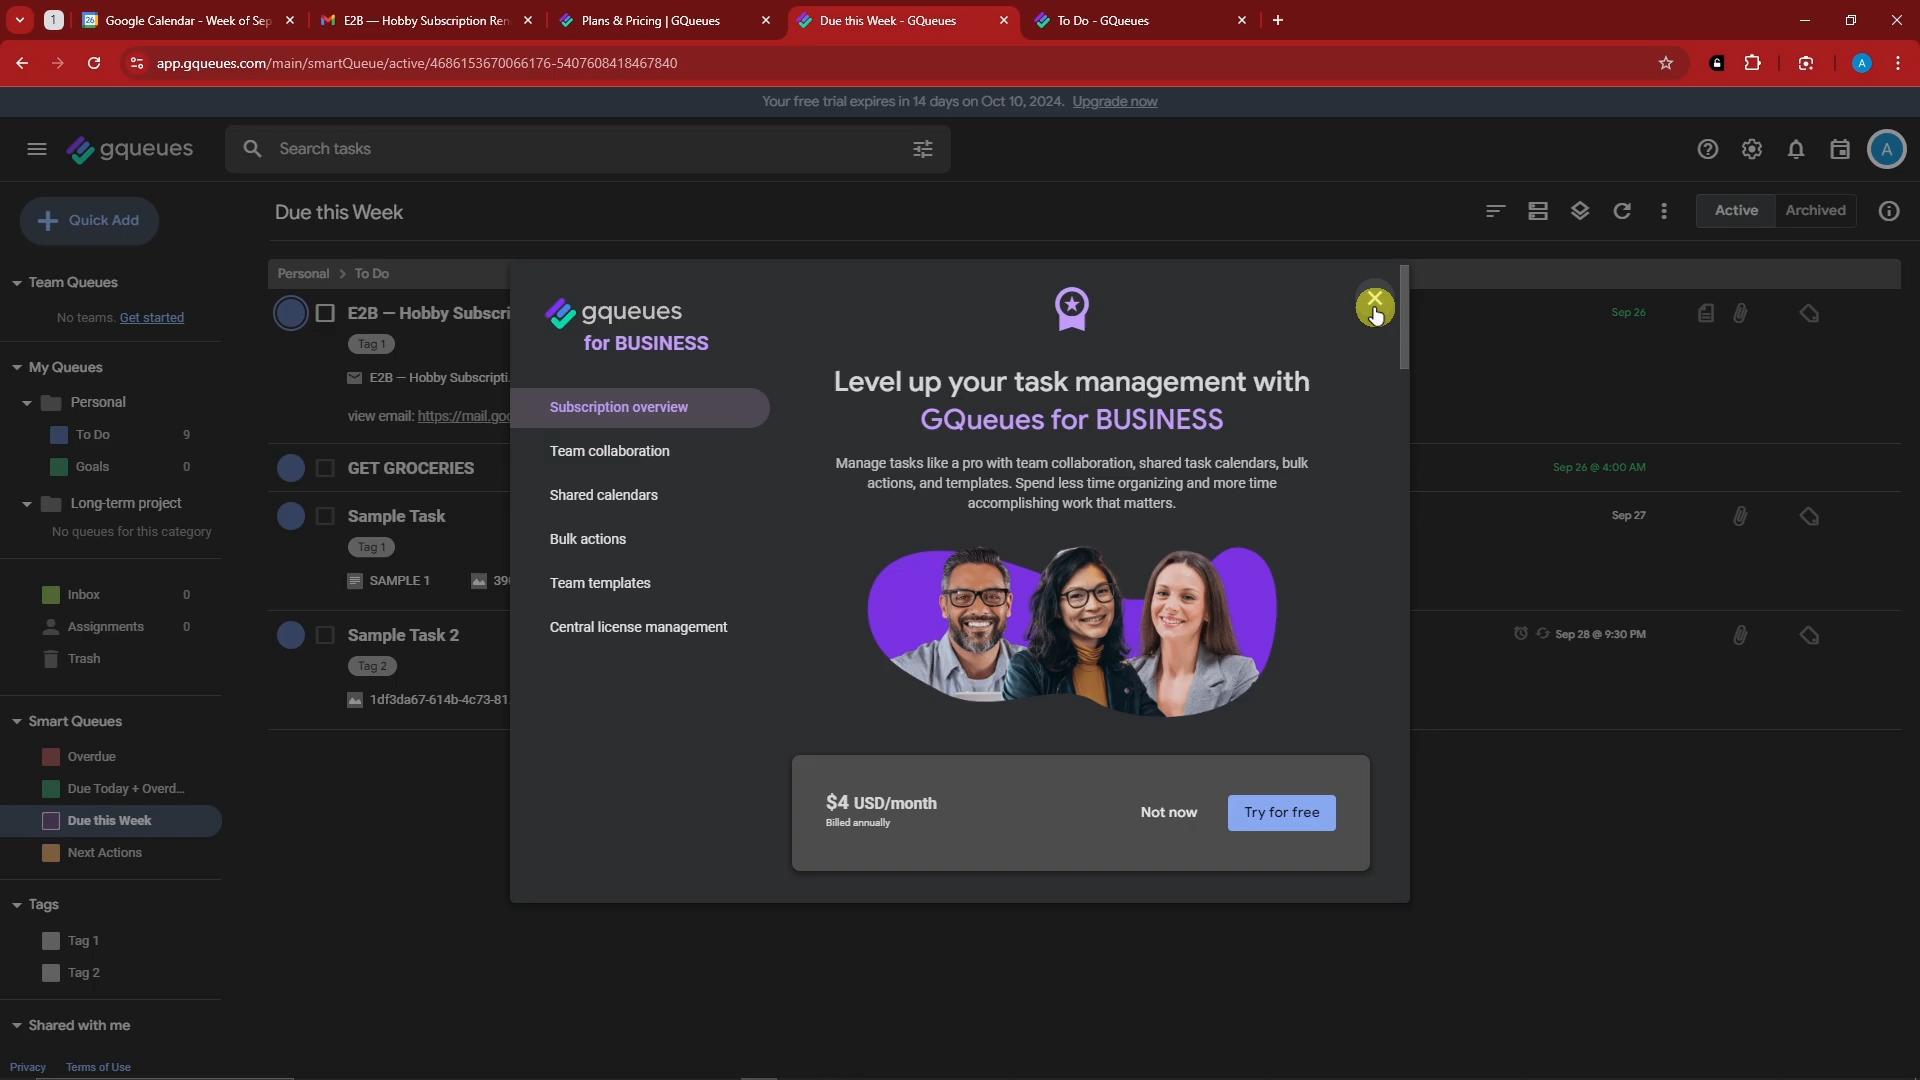 1
Google Calendar - Week of Sep
E2B — Hobby Subscription Ren
Plans & Pricing | GQueues
Due this Week - GQueues
To Do - GQueues
app.gqueues.com/main/smartQueue/active/4686153670066176-5407608418467840
A
Your free trial expires in 14 days on Oct 10, 2024. Upgrade now
gqueues
Search tasks
A
Quick Add
Due this Week
Active
Archived
Team Queues
No teams. Get started
My Queues
Personal
To Do 9
Goals 0
Long-term project
No queues for this category
Inbox 0
Assignments 0
Trash
Smart Queues
Overdue
Due Today + Overd...
Due this Week
Next Actions
Tags
Tag 1
Tag 2
Shared with me
Privacy Terms of Use
Personal > To Do
E2B — Hobby Subscri
Sep 26
Tag 1
E2B — Hobby Subscripti
view email: https://mail.goo
GET GROCERIES
Sep 26 @ 4:00 AM
Sample Task
Sep 27
Tag 1
SAMPLE 1
Sample Task 2
Sep 28 @ 9:30 PM
Tag 2
1df3da67-614b-4c73-81
gqueues
for BUSINESS
Subscription overview
Team collaboration
Shared calendars
Bulk actions
Team templates
Central license management
Level up your task management with
GQueues for BUSINESS
Manage tasks like a pro with team collaboration, shared task calendars, bulk
actions, and templates. Spend less time organizing and more time
accomplishing work that matters.
$4 USD/month
Billed annually
Not now
Try for free